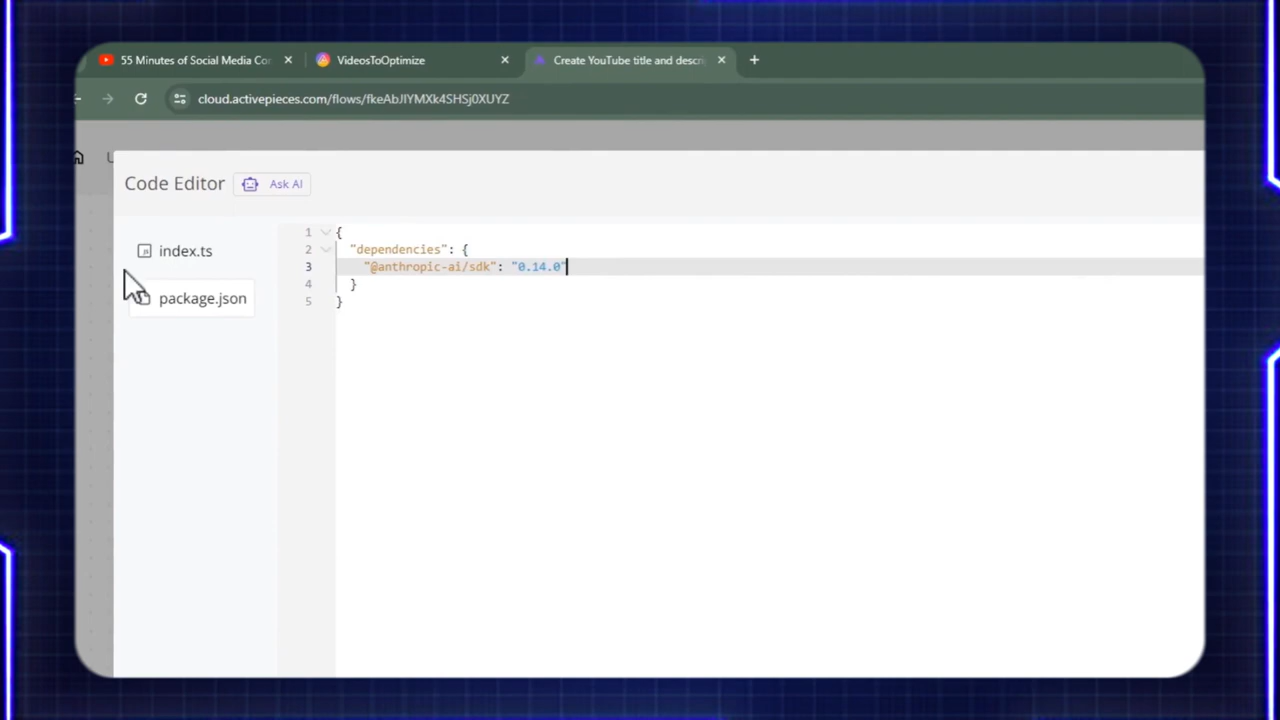 55 Minutes of Social Media Cor
VideosToOptimize
Create YouTube title and descri
cloud.activepieces.com/flows/fkeAbJIYMXk4SHSj0XUYZ
U
Code Editor
Ask AI
index.ts
package.json
1 {
2 "dependencies": {
3 "@anthropic-ai/sdk": "0.14.0"
4 }
5 }